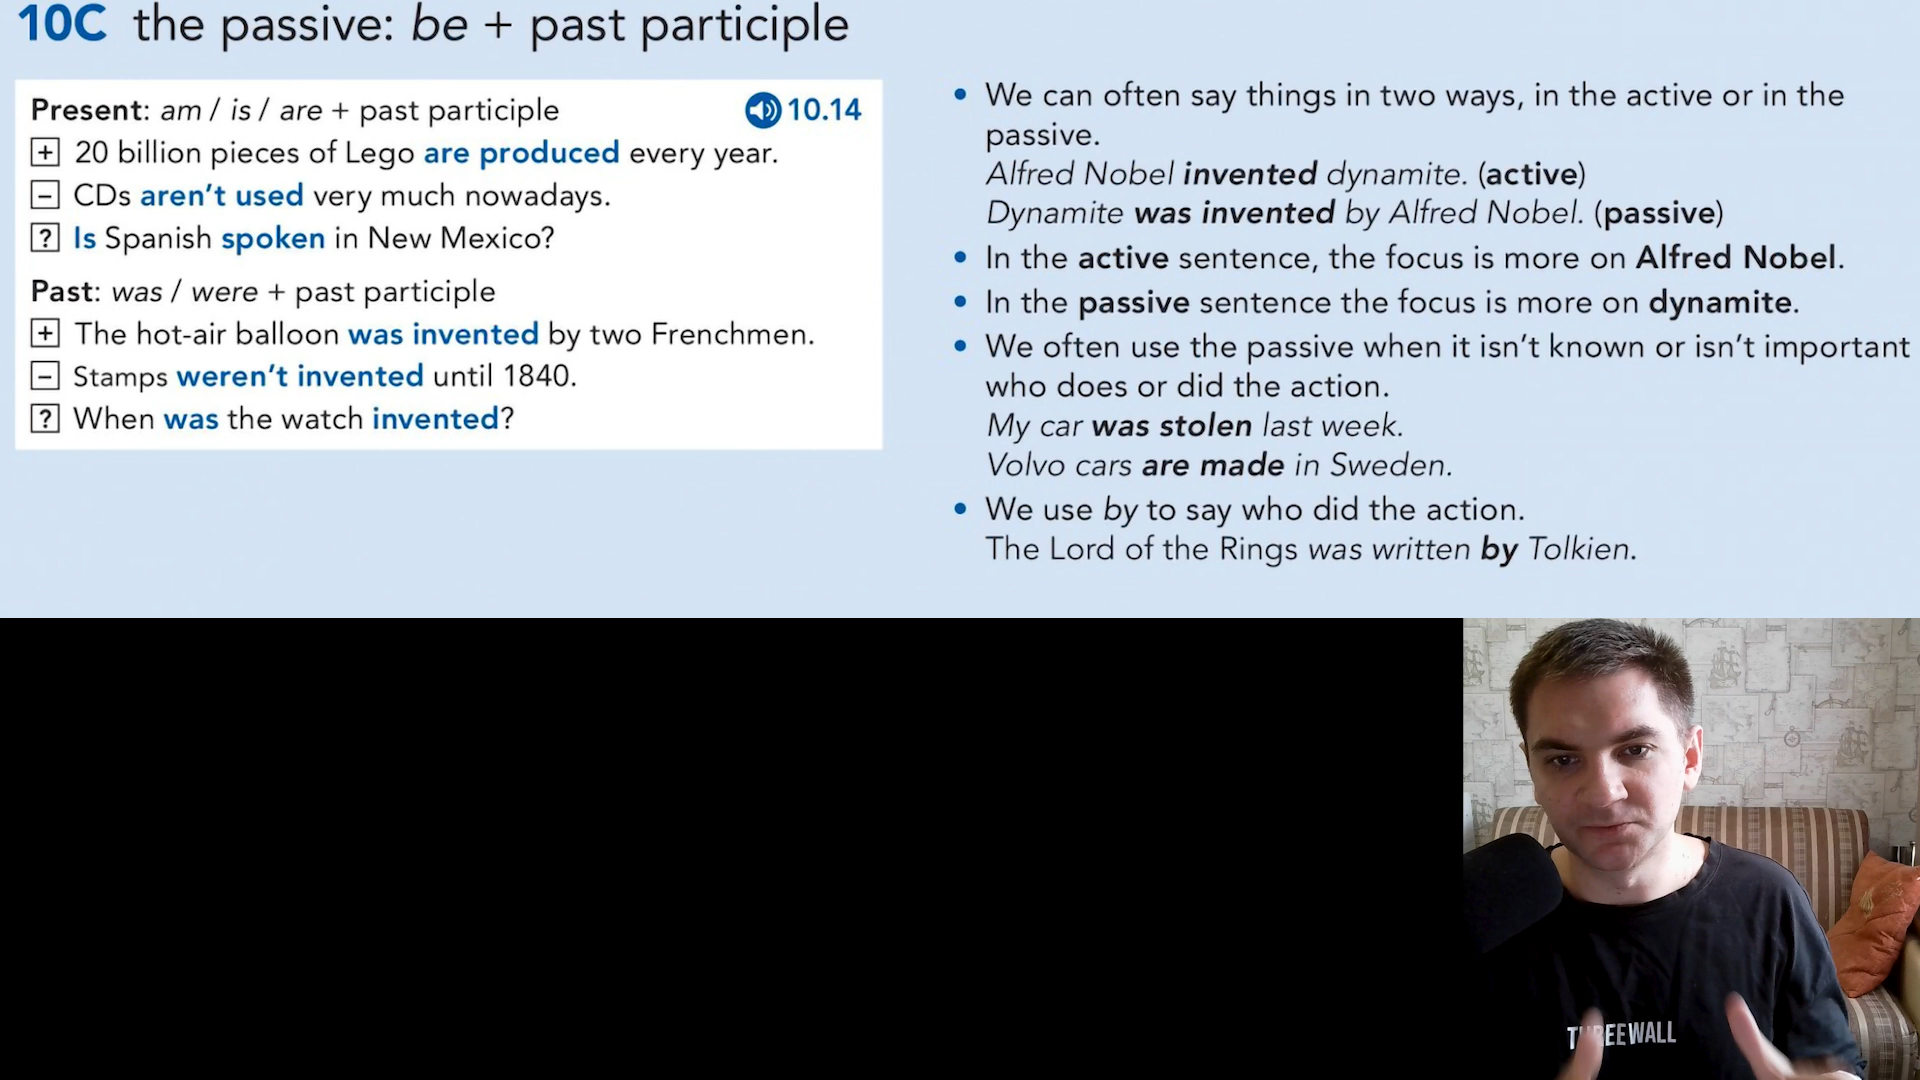 10C the passive: be + past participle
Present: am / is / are + past participle 10.14
+ 20 billion pieces of Lego are produced every year.
– CDs aren't used very much nowadays.
? Is Spanish spoken in New Mexico?
Past: was / were + past participle
+ The hot-air balloon was invented by two Frenchmen.
– Stamps weren't invented until 1840.
? When was the watch invented?
• We can often say things in two ways, in the active or in the
passive.
Alfred Nobel invented dynamite. (active)
Dynamite was invented by Alfred Nobel. (passive)
• In the active sentence, the focus is more on Alfred Nobel.
• In the passive sentence the focus is more on dynamite.
• We often use the passive when it isn't known or isn't important
who does or did the action.
My car was stolen last week.
Volvo cars are made in Sweden.
• We use by to say who did the action.
The Lord of the Rings was written by Tolkien.